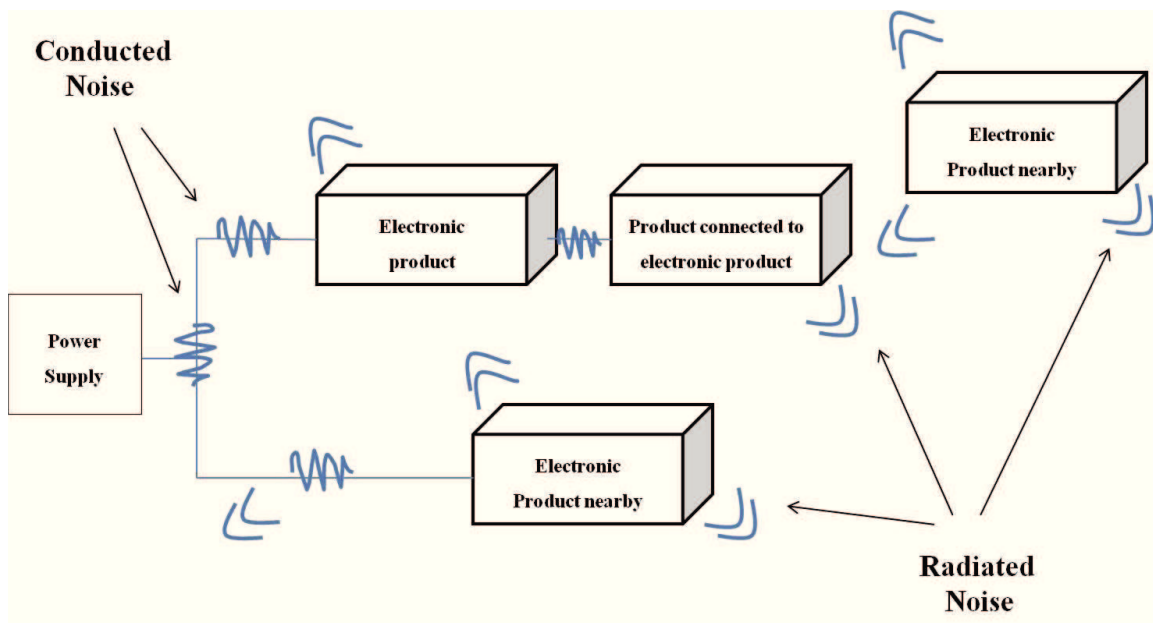 Conducted
Noise
Electronic
Product nearby
Electronic
product
Product connected to
electronic product
Power
Supply
Electronic
Product nearby
Radiated
Noise